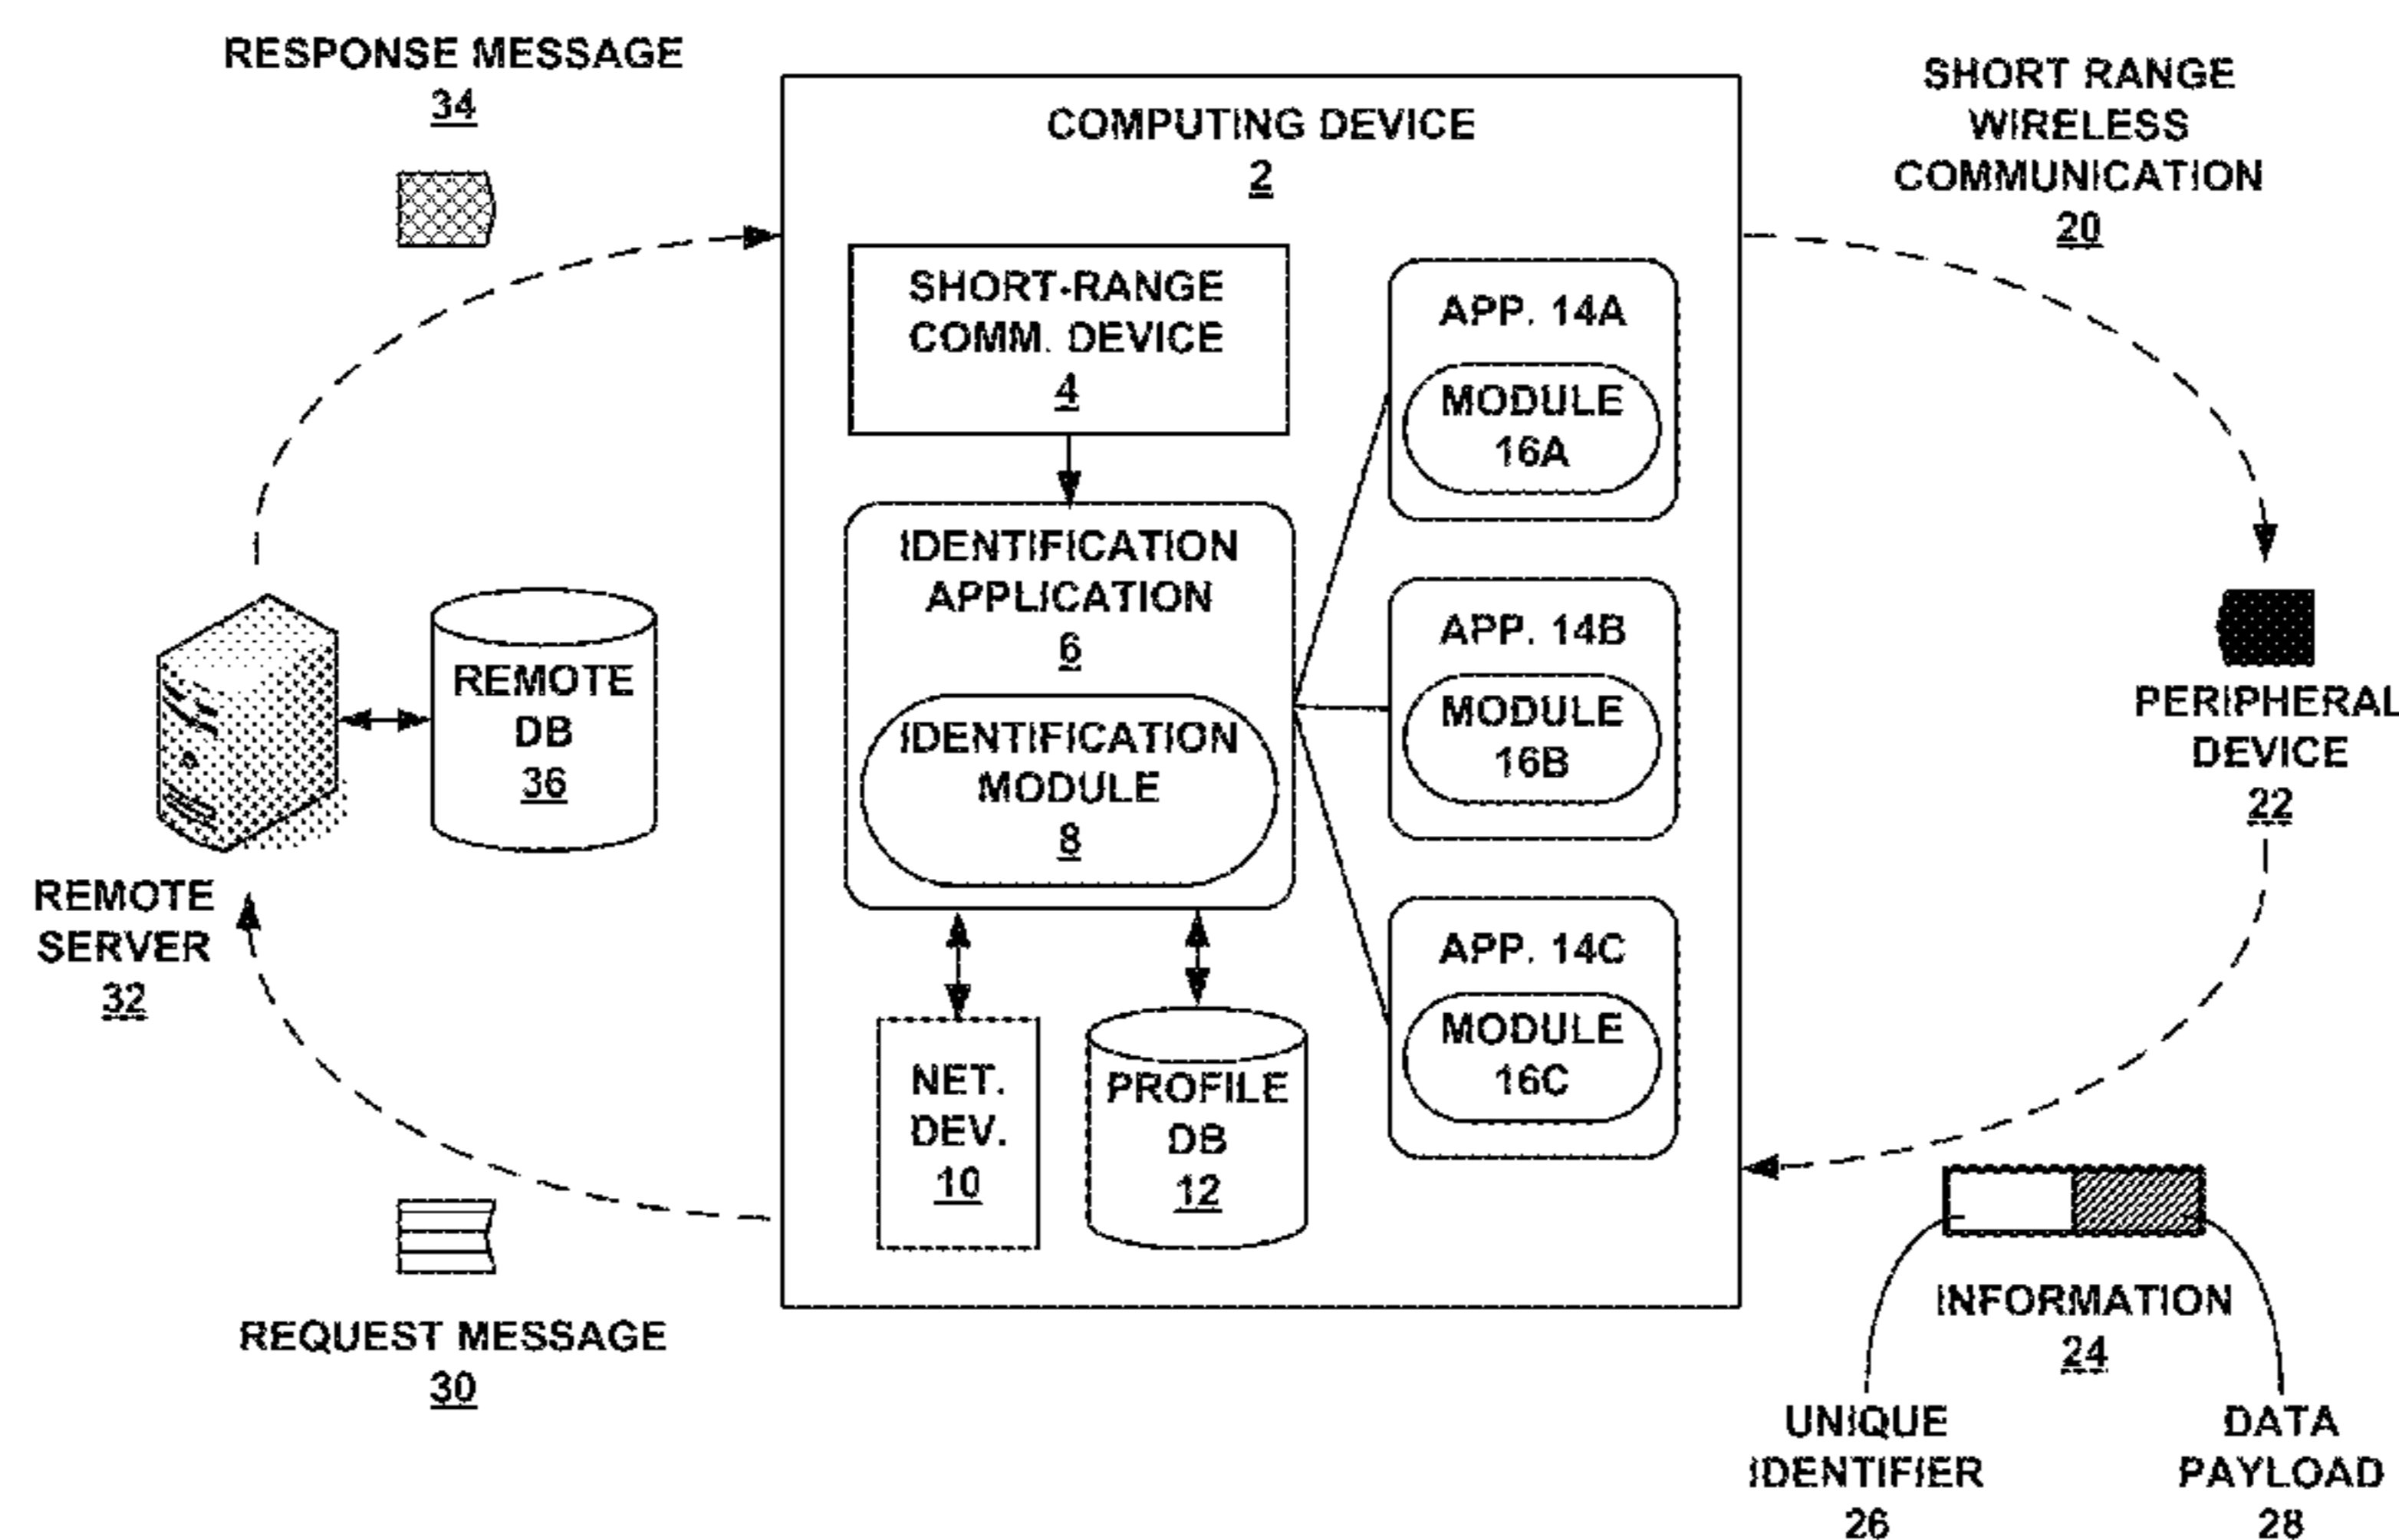 RESPONSE MESSAGE
34
COMPUTING DEVICE
2
SHORT RANGE
WIRELESS
COMMUNICATION
20
SHORT-RANGE
COMM. DEVICE
4
APP. 14A
MODULE
16A
IDENTIFICATION
APPLICATION
6
IDENTIFICATION
MODULE
8
APP. 14B
MODULE
16B
REMOTE
DB
36
PERIPHERAL
DEVICE
22
REMOTE
SERVER
32
APP. 14C
MODULE
16C
NET.
DEV.
10
PROFILE
DB
12
REQUEST MESSAGE
30
INFORMATION
24
UNIQUE
IDENTIFIER
26
DATA
PAYLOAD
28